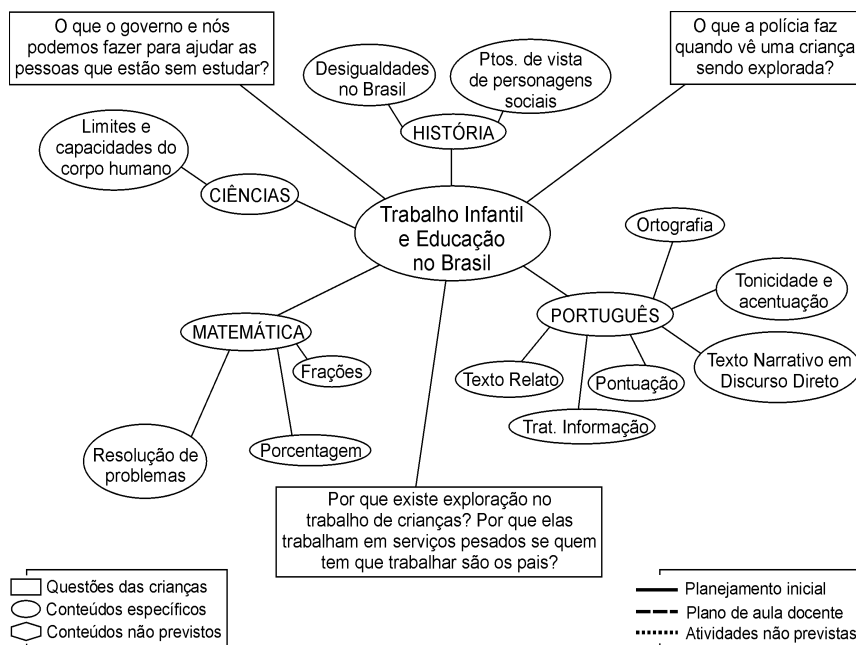 O que o governo e nós
podemos fazer para ajudar as
pessoas que estão sem estudar?
O que a polícia faz
quando vê uma criança
sendo explorada?
Desigualdades
no Brasil
Ptos. de vista
de personagens
sociais
HISTÓRIA
Limites e
capacidades do
corpo humano
CIÊNCIAS
Trabalho Infantil
e Educação
no Brasil
Ortografia
Tonicidade e
acentuação
PORTUGUÊS
Texto Narrativo em
Discurso Direto
Texto Relato
Pontuação
Trat. Informação
MATEMÁTICA
Frações
Resolução de
problemas
Porcentagem
Por que existe exploração no
trabalho de crianças? Por que elas
trabalham em serviços pesados se quem
tem que trabalhar são os pais?
Questões das crianças
Conteúdos específicos
Conteúdos não previstos
Planejamento inicial
Plano de aula docente
Atividades não previstas